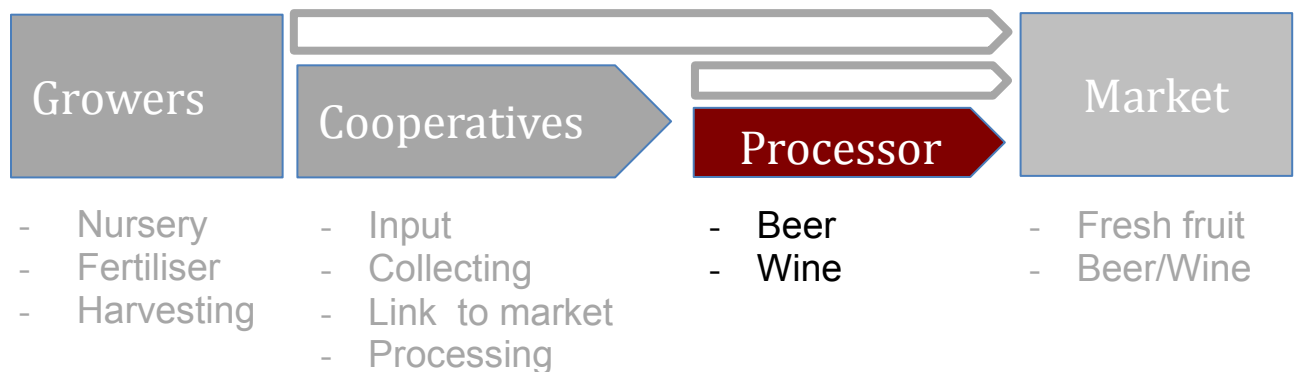 Growers
Cooperatives
Processor
Market
- Nursery
- Fertiliser
- Harvesting
- Input
- Collecting
- Link to market
- Processing
- Beer
- Wine
- Fresh fruit
- Beer/Wine